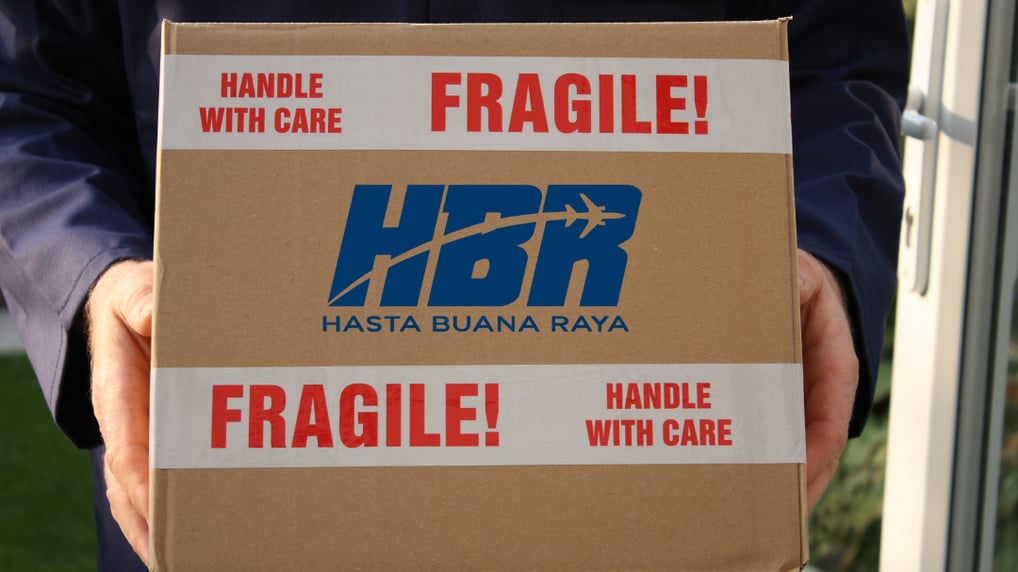 HANDLE
WITH CARE
FRAGILE!
HBR
HASTA BUANA RAYA
FRAGILE!
HANDLE
WITH CARE